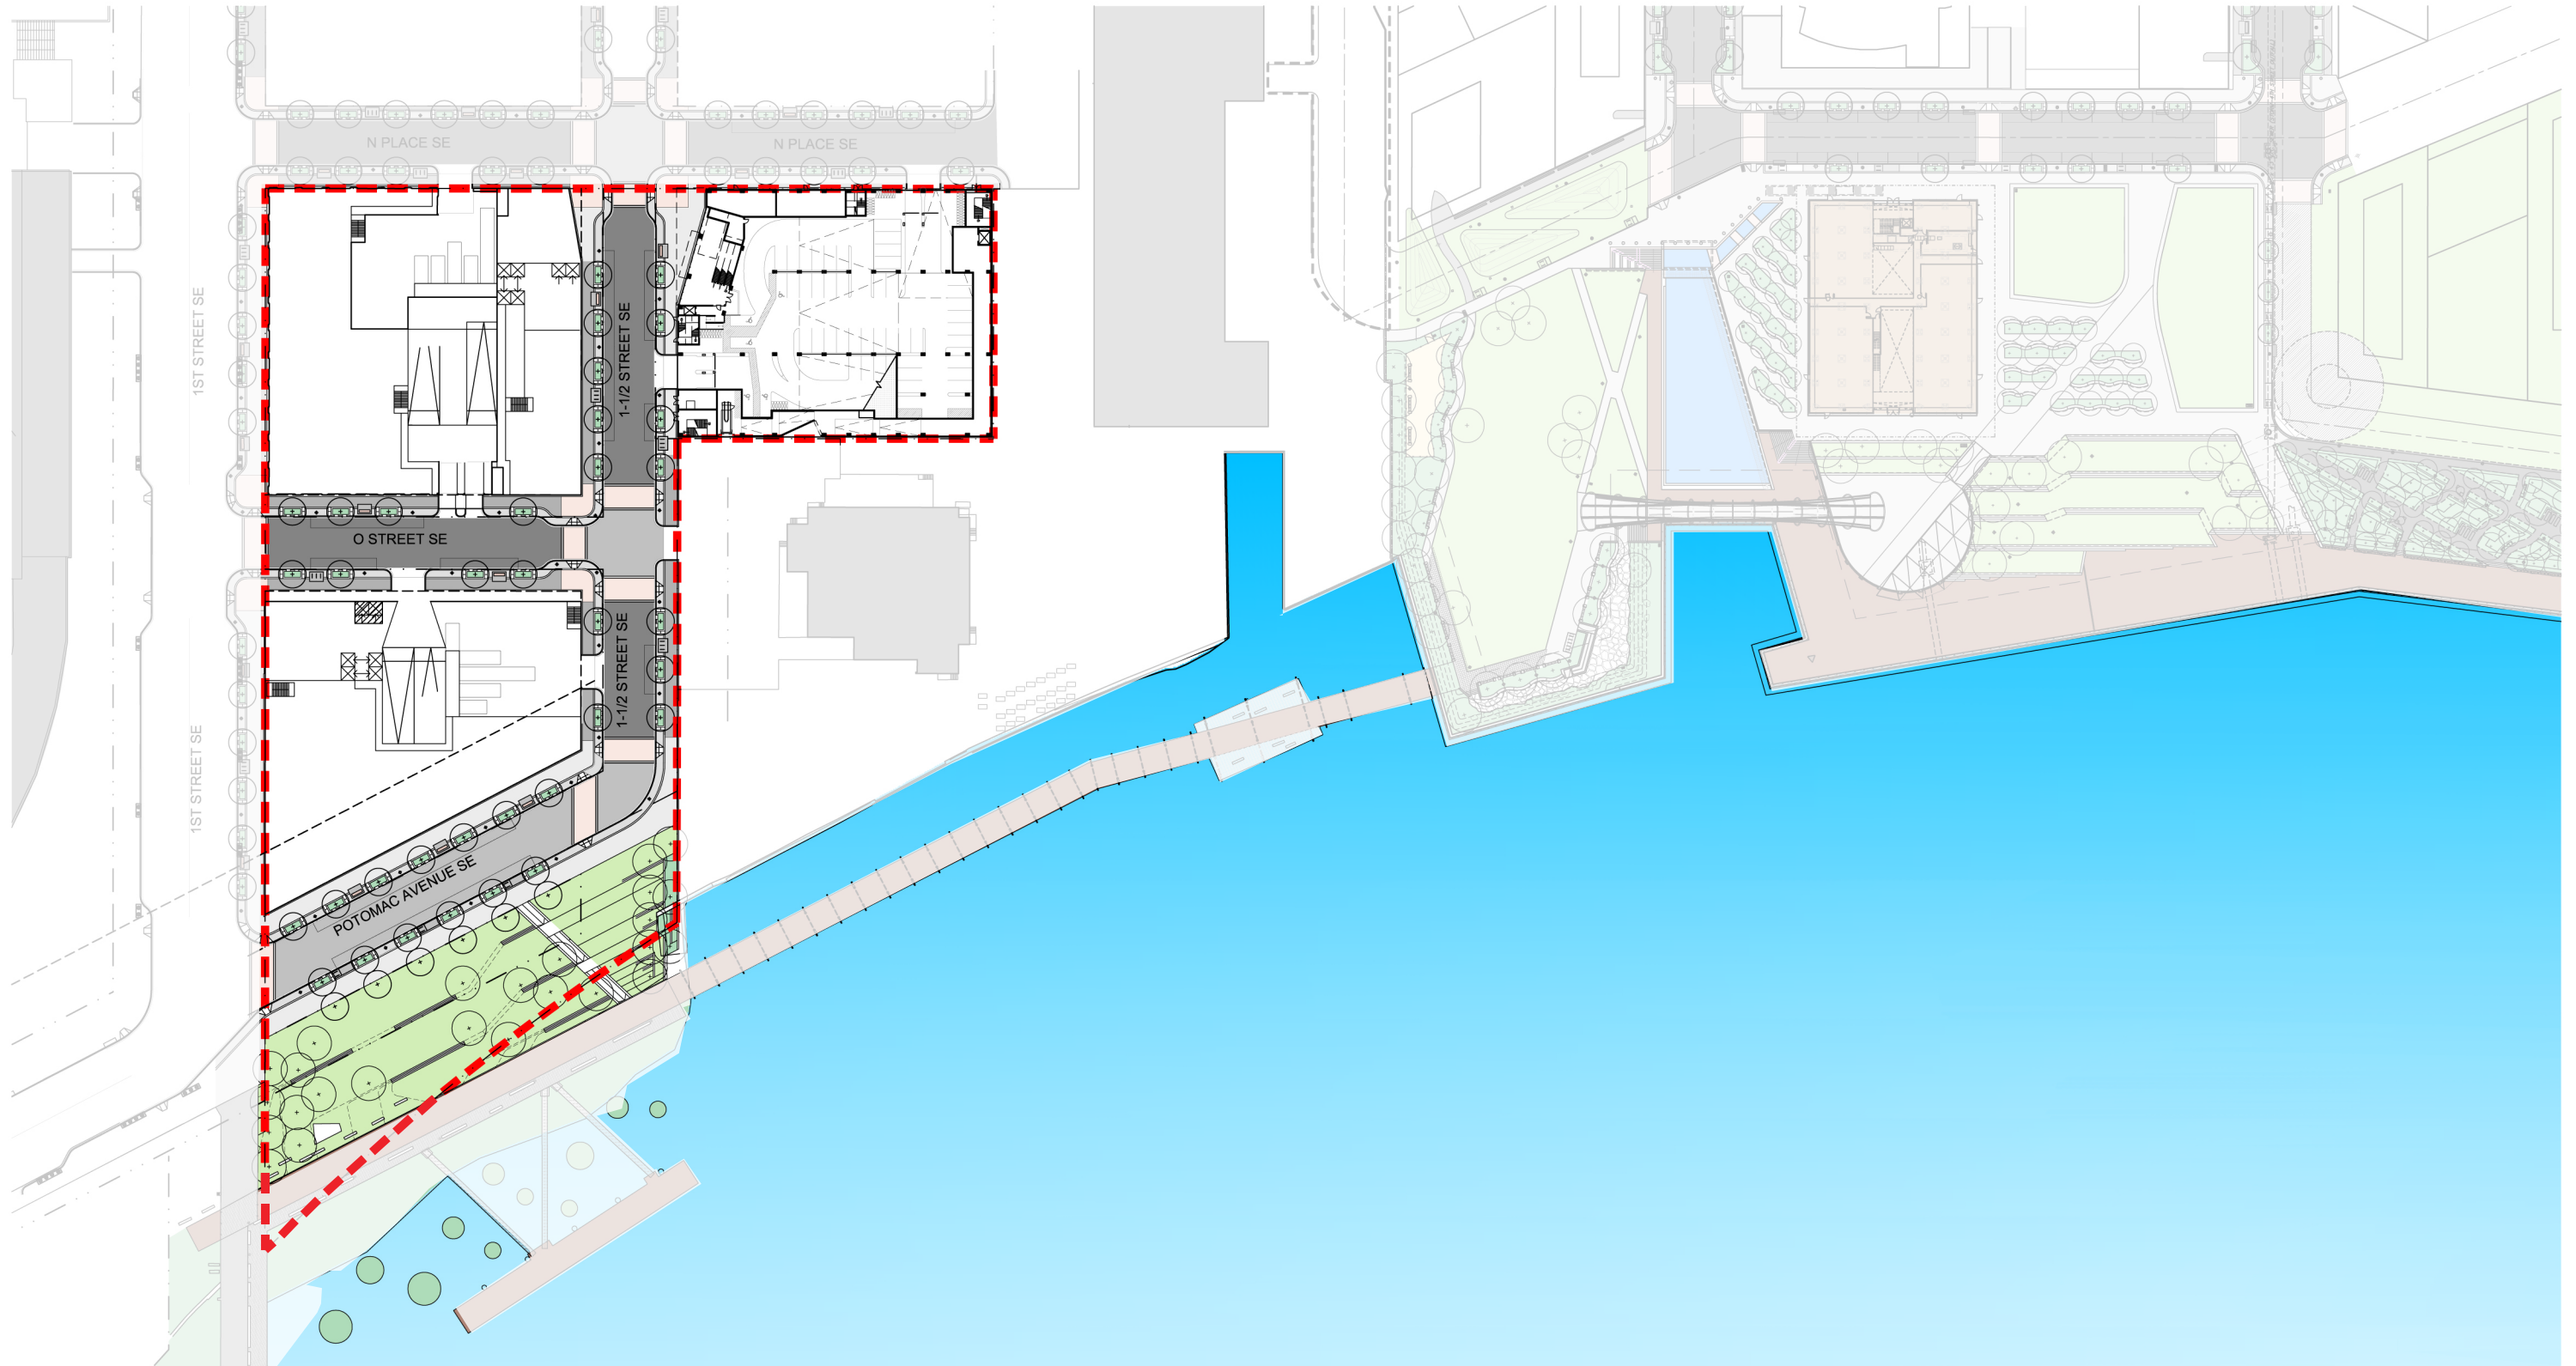 N PLACE SE
N PLACE SE
1ST STREET SE
1-1/2 STREET SE
O STREET SE
1-1/2 STREET SE
1ST STREET SE
POTOMAC AVENUE SE